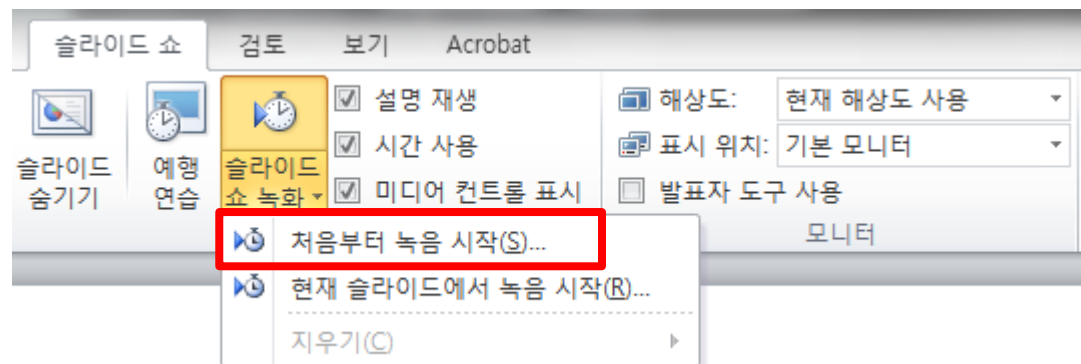 슬라이드 쇼 검토 보기 Acrobat
설명 재생 해상도: 현재 해상도 사용
시간 사용 표시 위치: 기본 모니터
슬라이드 예행 슬라이드
숨기기 연습 쇼 녹화 미디어 컨트롤 표시 발표자 도구 사용
모니터
처음부터 녹음 시작(S)...
현재 슬라이드에서 녹음 시작(R)...
지우기(C)